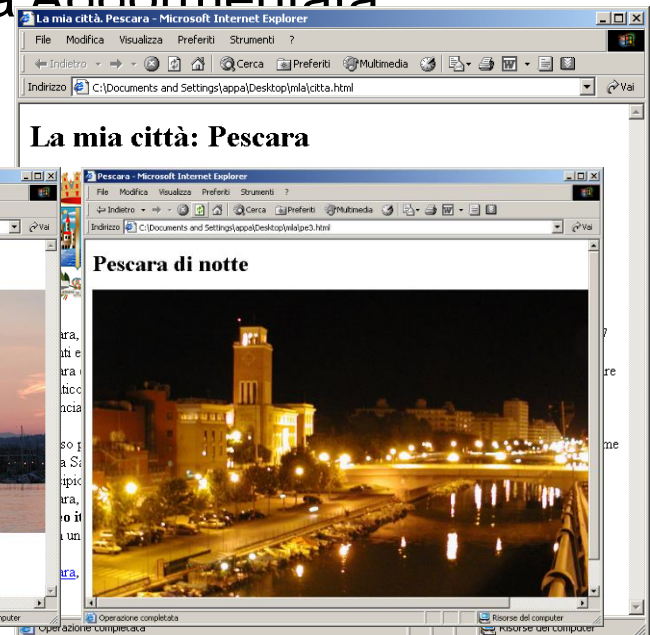 La mia città. Pescara - Microsoft Internet Explorer
File Modifica Visualizza Preferiti Strumenti ?
Indietro Cerca Preferiti Multimedia
Indirizzo C:\Documents and Settings\appa\Desktop\mla\citta.html Vai
La mia città: Pescara
Vai
Pescara - Microsoft Internet Explorer
File Modifica Visualizza Preferiti Strumenti ?
Indietro Cerca Preferiti Multimedia
Indirizzo C:\Documents and Settings\appa\Desktop\mla\pe3.html Vai
Pescara di notte
Operazione completata Risorse del computer
Operazione completata Risorse del computer